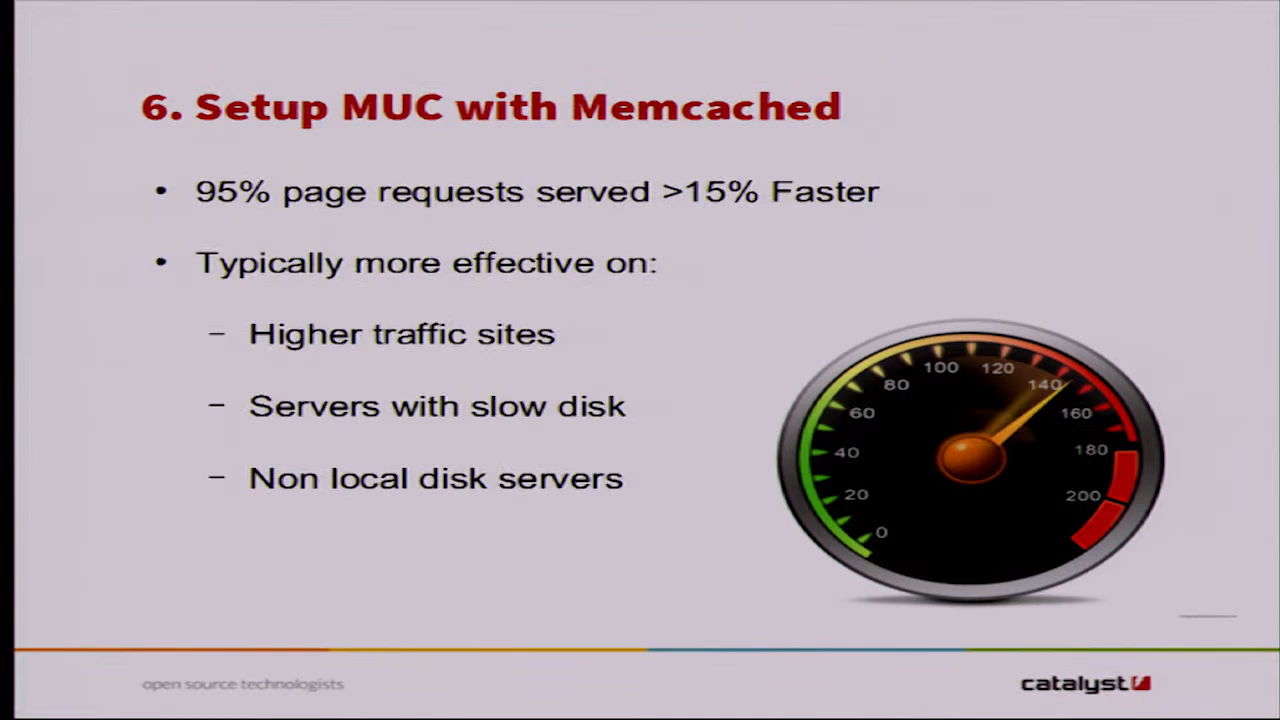 6. Setup MUC with Memcached
• 95% page requests served >15% Faster
• Typically more effective on:
– Higher traffic sites
– Servers with slow disk
– Non local disk servers
0
20
40
60
80
100
120
140
160
180
200
open source technologists
catalyst